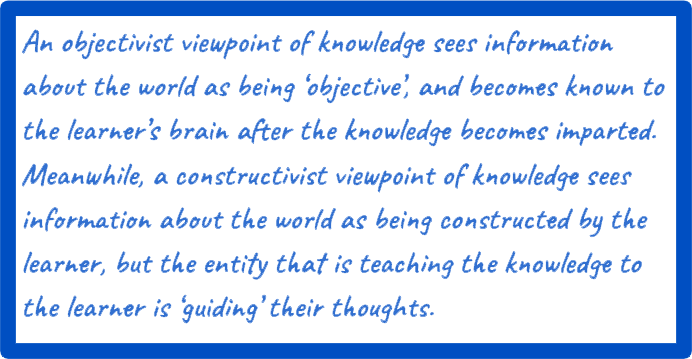 An objectivist viewpoint of knowledge sees information
about the world as being ‘objective’, and becomes known to
the learner’s brain after the knowledge becomes imparted.
Meanwhile, a constructivist viewpoint of knowledge sees
information about the world as being constructed by the
learner, but the entity that is teaching the knowledge to
the learner is ‘guiding’ their thoughts.